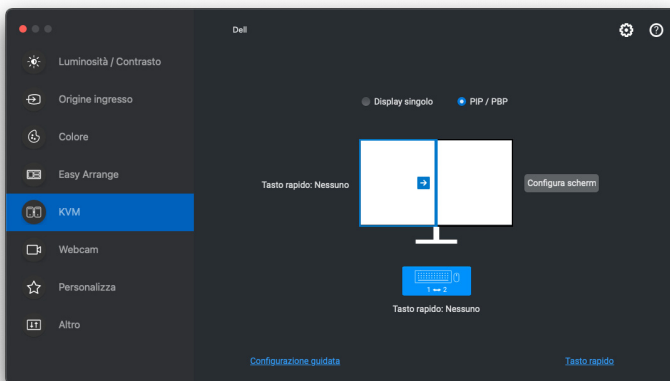 Dell
Luminosità / Contrasto
Origine ingresso
Colore
Easy Arrange
KVM
Webcam
Personalizza
Altro
Display singolo
PIP / PBP
Tasto rapido: Nessuno
Configura scherm
1 2
Tasto rapido: Nessuno
Configurazione guidata
Tasto rapido